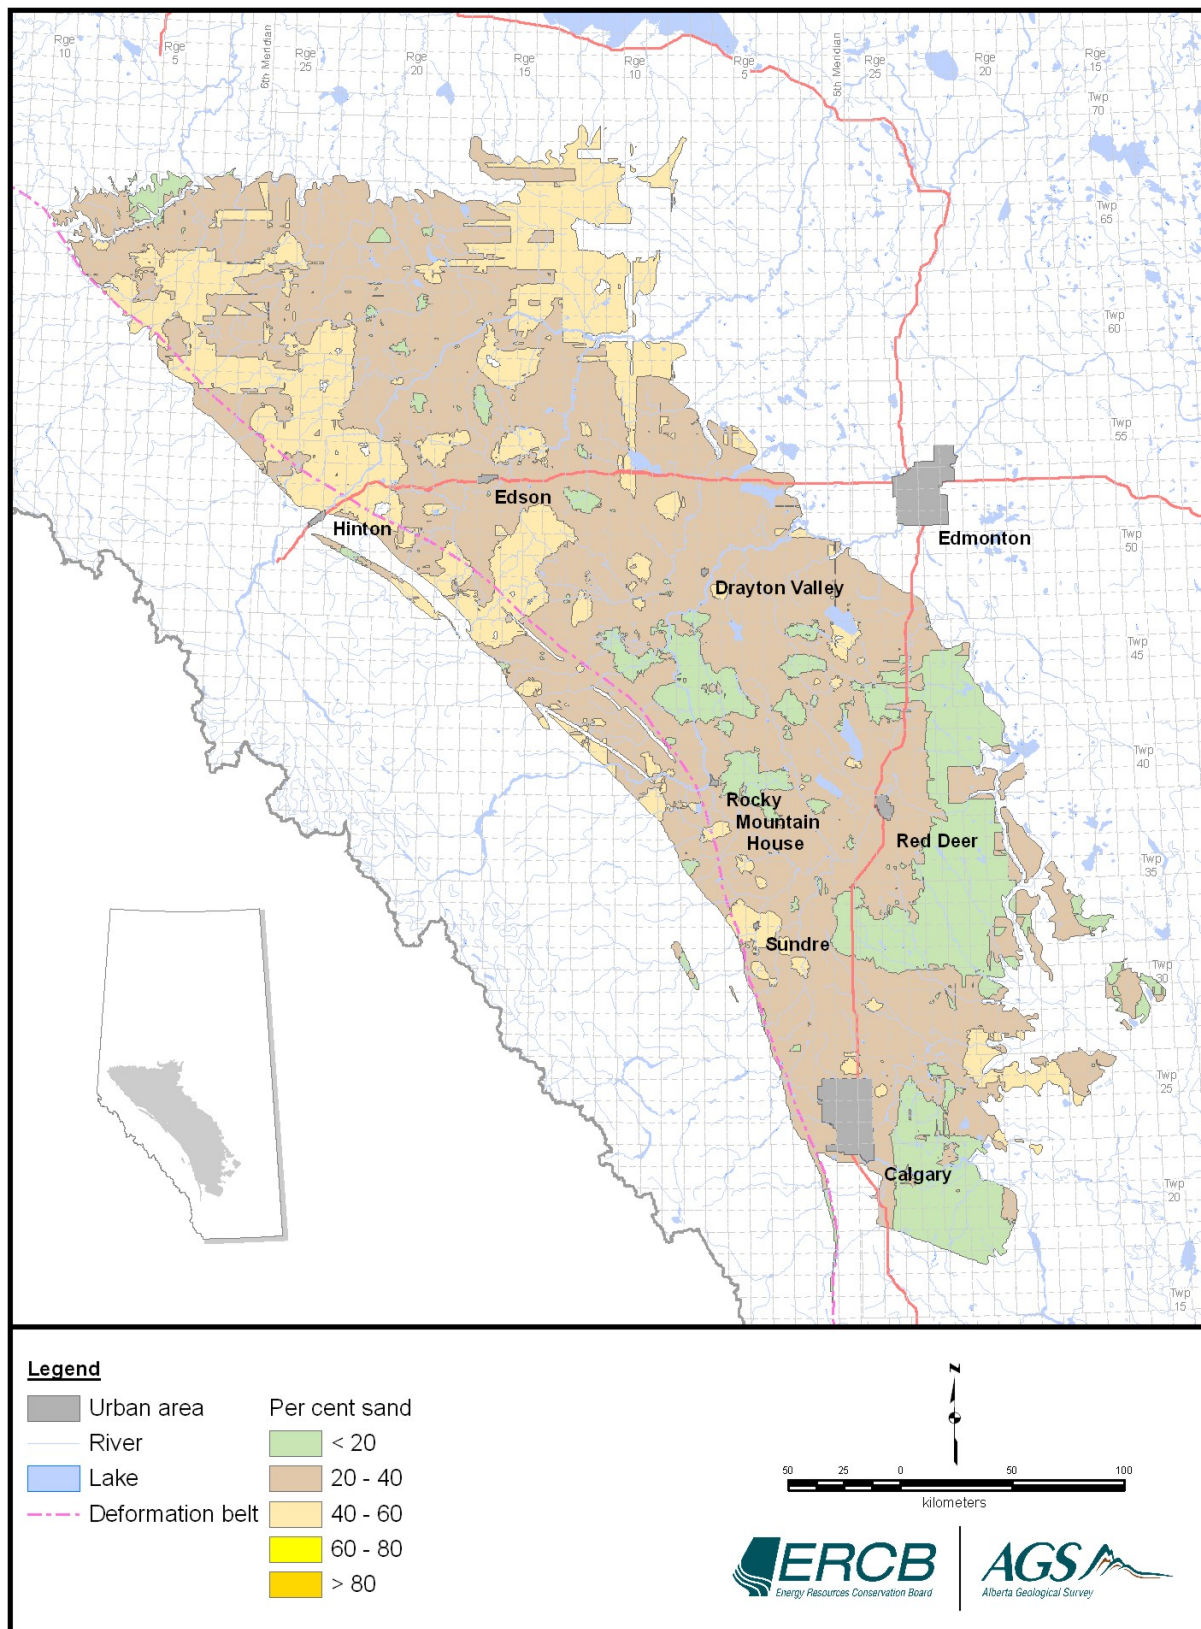 Rge
10
Rge
5
6th Meridian
Rge
25
Rge
20
Rge
15
Rge
10
Rge
5
5th Meridian
Rge
25
Rge
20
Rge
15
Twp
70
Twp
65
Twp
60
Twp
55
Twp
50
Twp
45
Twp
40
Twp
35
Twp
30
Twp
25
Twp
20
Twp
15
Edson
Hinton
Edmonton
Drayton Valley
Rocky
Mountain
House
Red Deer
Sundre
Calgary
Legend
Urban area
River
Lake
Deformation belt
Per cent sand
< 20
20 - 40
40 - 60
60 - 80
> 80
N
50 25 0 50 100
kilometers
ERCB
Energy Resources Conservation Board
AGS
Alberta Geological Survey